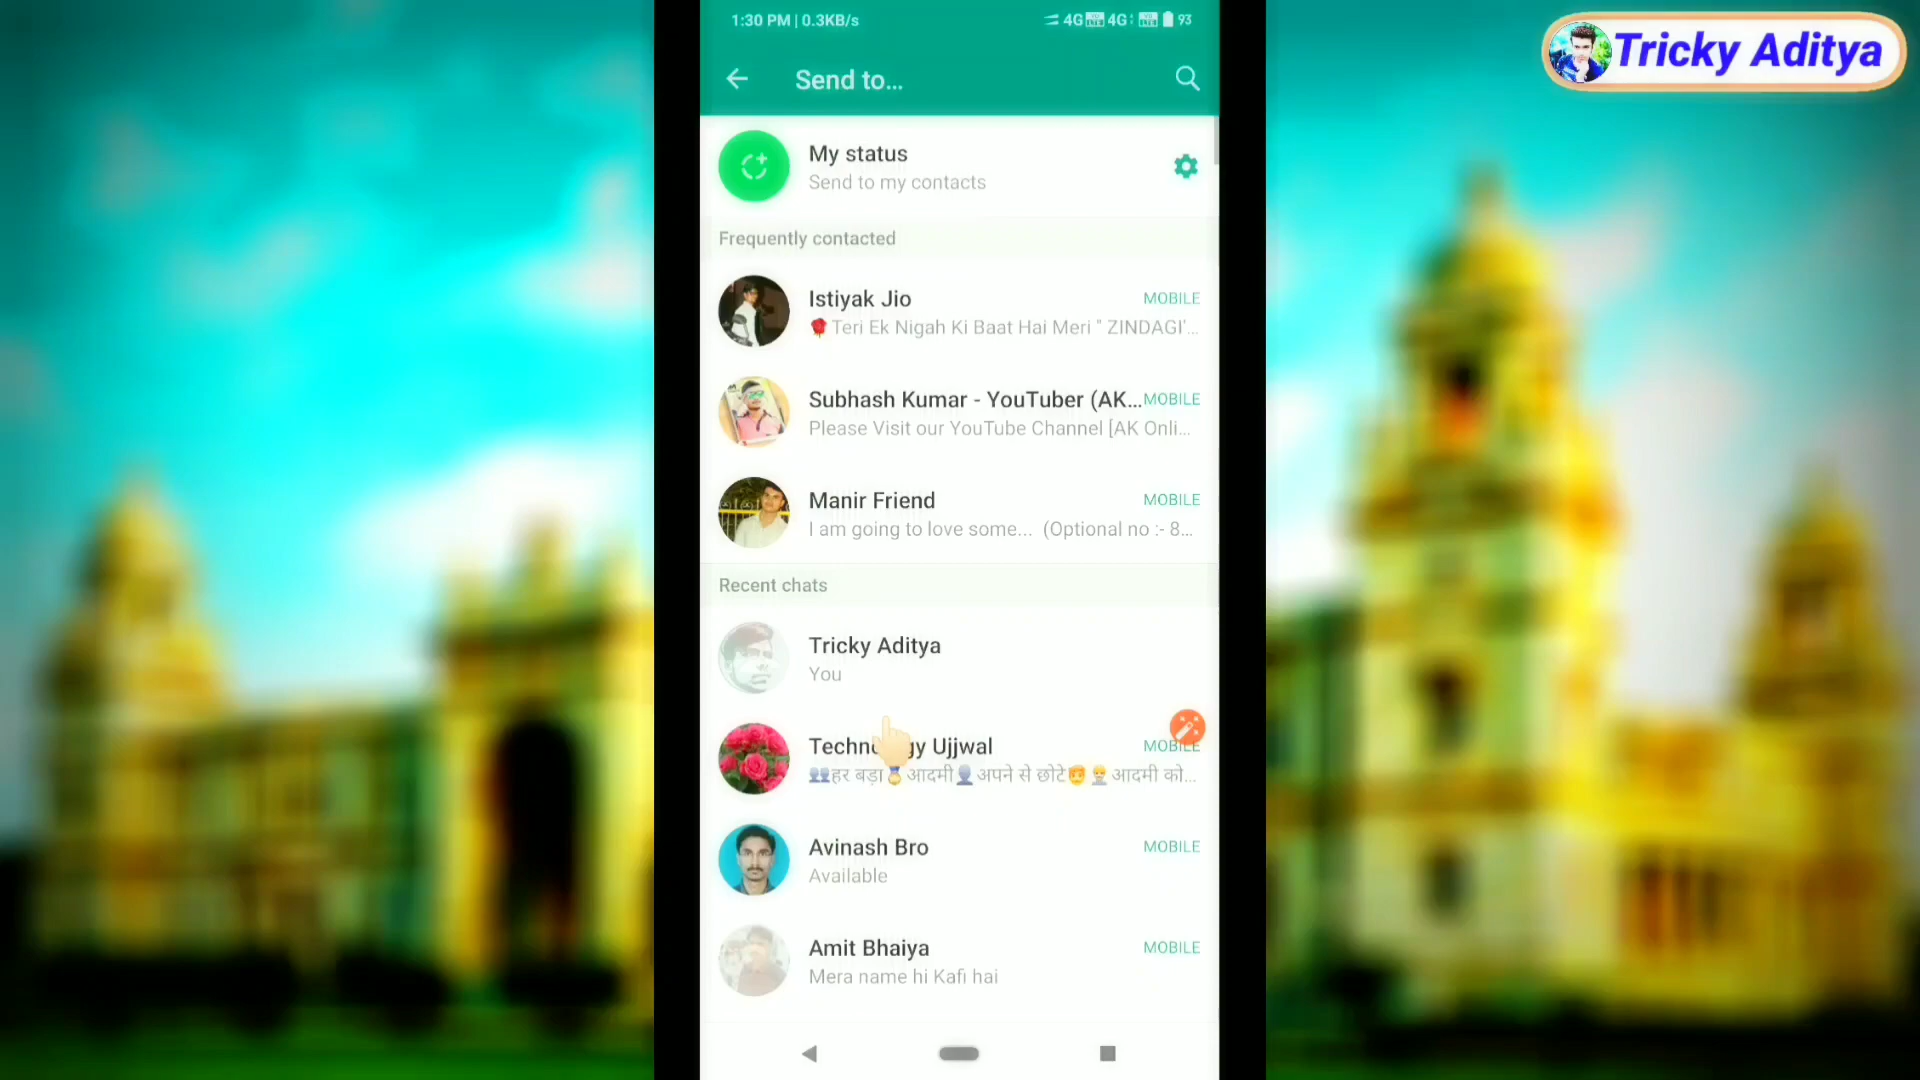 1:30 PM | 0.3KB/s
4G 4G 93
Tricky Aditya
Send to...
My status
Send to my contacts
Frequently contacted
Istiyak Jio MOBILE
🌹Teri Ek Nigah Ki Baat Hai Meri " ZINDAGI'...
Subhash Kumar - YouTuber (AK... MOBILE
Please Visit our YouTube Channel [AK Onli...
Manir Friend MOBILE
I am going to love some... (Optional no :- 8...
Recent chats
Tricky Aditya
You
Technology Ujjwal MOBILE
👥हर बड़ा🏅आदमी👤अपने से छोटे🧑👨आदमी को...
Avinash Bro MOBILE
Available
Amit Bhaiya MOBILE
Mera name hi Kafi hai